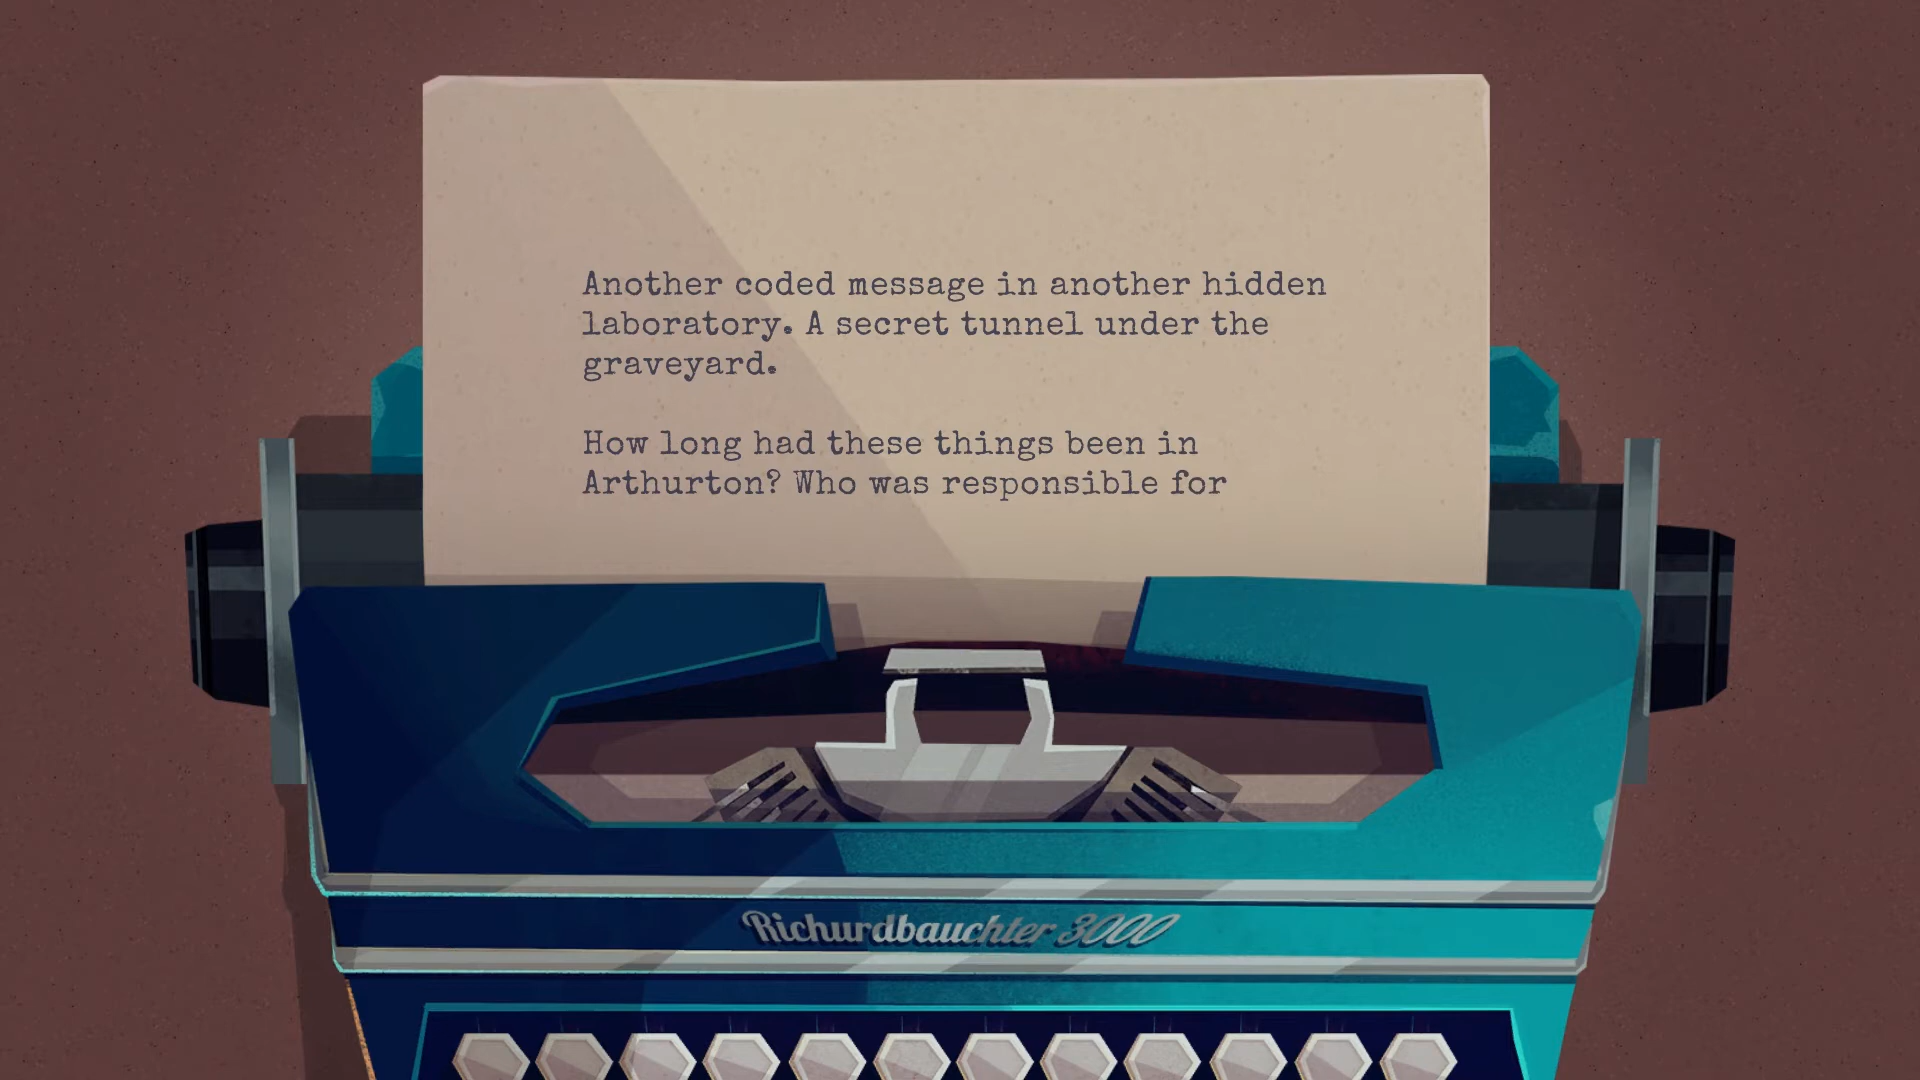 Another coded message in another hidden
laboratory. A secret tunnel under the
graveyard.
How long had these things been in
Arthurton? Who was responsible for
Richurdbauchter 3000